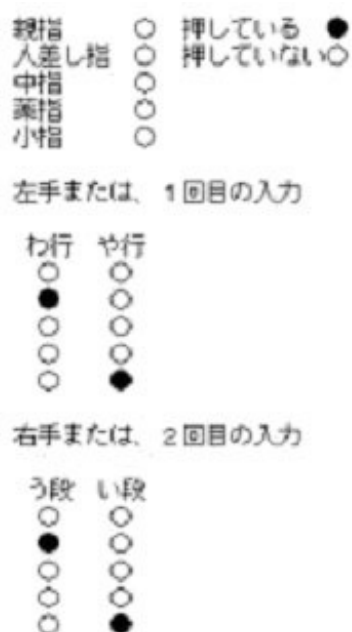 親指 ○ 押している ●
人差し指 ○ 押していない○
中指 ○
薬指 ○
小指 ○
左手または、1回目の入力
わ行 や行
○ ○
● ○
○ ○
○ ○
○ ●
右手または、2回目の入力
う段 い段
○ ○
● ○
○ ○
○ ○
○ ●